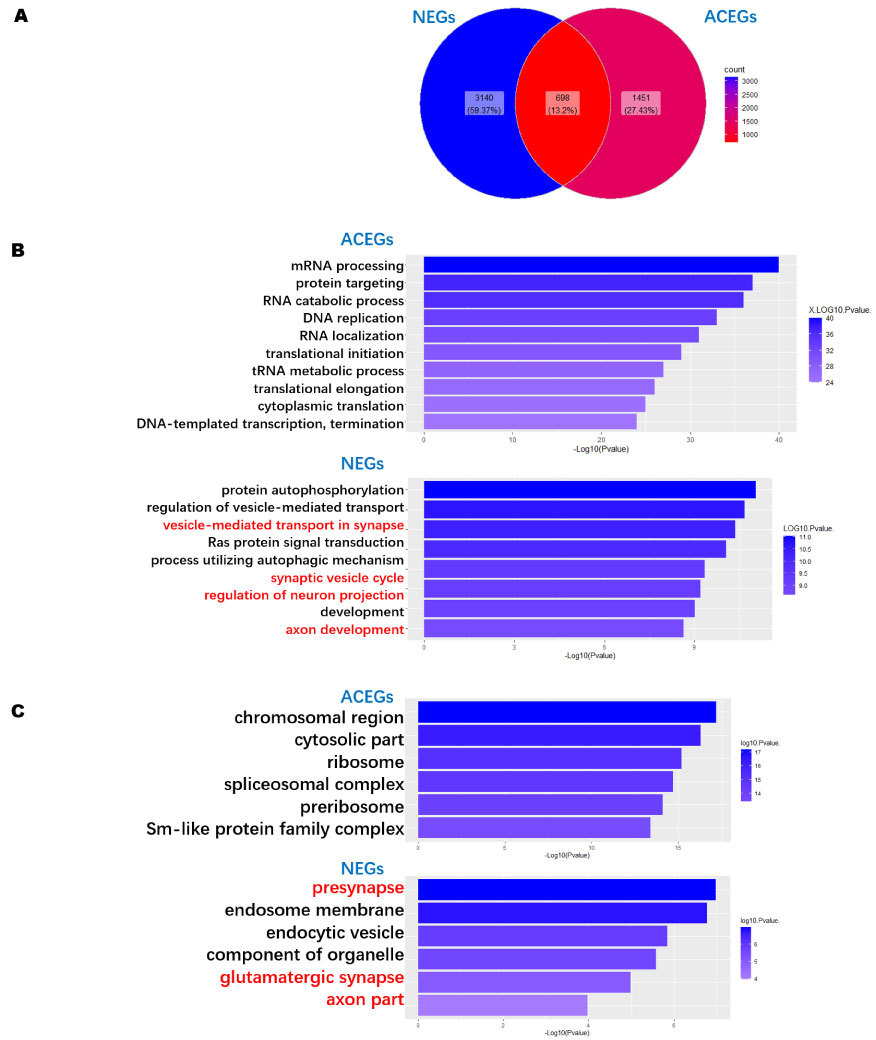 A
NEGs
ACEGs
3140
(59.37%)
698
(13.2%)
1451
(27.43%)
count
3000
2500
2000
1500
1000
B
ACEGs
mRNA processing
protein targeting
RNA catabolic process
DNA replication
RNA localization
translational initiation
tRNA metabolic process
translational elongation
cytoplasmic translation
DNA-templated transcription, termination
0 10 20 30 40
-Log10(Pvalue)
X.LOG10.Pvalue.
40
36
32
28
24
NEGs
protein autophosphorylation
regulation of vesicle-mediated transport
vesicle-mediated transport in synapse
Ras protein signal transduction
process utilizing autophagic mechanism
synaptic vesicle cycle
regulation of neuron projection
development
axon development
0 3 6 9
-Log10(Pvalue)
LOG10.Pvalue.
11.0
10.5
10.0
9.5
9.0
C
ACEGs
chromosomal region
cytosolic part
ribosome
spliceosomal complex
preribosome
Sm-like protein family complex
0 5 10 15
-Log10(Pvalue)
log10.Pvalue.
17
16
15
14
NEGs
presynapse
endosome membrane
endocytic vesicle
component of organelle
glutamatergic synapse
axon part
0 2 4 6
-Log10(Pvalue)
log10.Pvalue.
6
5
4